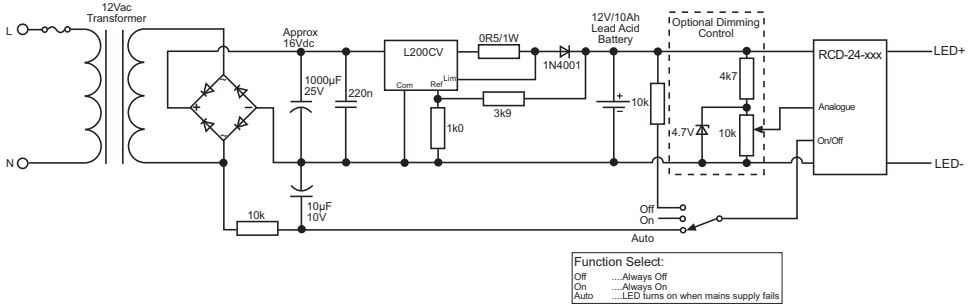 12Vac
Transformer
L
N
Approx
16Vdc
1000µF
25V
220n
L200CV
Com
Ref
Lim
0R5/1W
1N4001
3k9
1k0
12V/10Ah
Lead Acid
Battery
10k
Optional Dimming
Control
4k7
4.7V
10k
RCD-24-xxx
Analogue
On/Off
LED+
LED-
~
+
−
~
10µF
10V
10k
+
−
Off
On
Auto
Function Select:
Off ....Always Off
On ....Always On
Auto ....LED turns on when mains supply fails